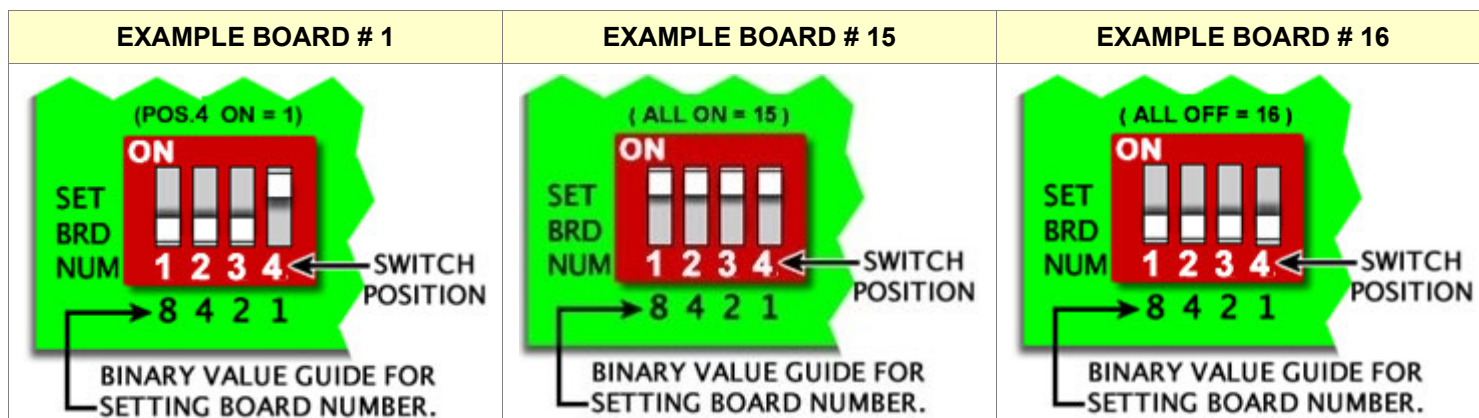 EXAMPLE BOARD # 1
(POS.4 ON = 1)
ON
SET
BRD
NUM
1 2 3 4
SWITCH
POSITION
8 4 2 1
BINARY VALUE GUIDE FOR
SETTING BOARD NUMBER.
EXAMPLE BOARD # 15
( ALL ON = 15 )
ON
SET
BRD
NUM
1 2 3 4
SWITCH
POSITION
8 4 2 1
BINARY VALUE GUIDE FOR
SETTING BOARD NUMBER.
EXAMPLE BOARD # 16
( ALL OFF = 16 )
ON
SET
BRD
NUM
1 2 3 4
SWITCH
POSITION
8 4 2 1
BINARY VALUE GUIDE FOR
SETTING BOARD NUMBER.